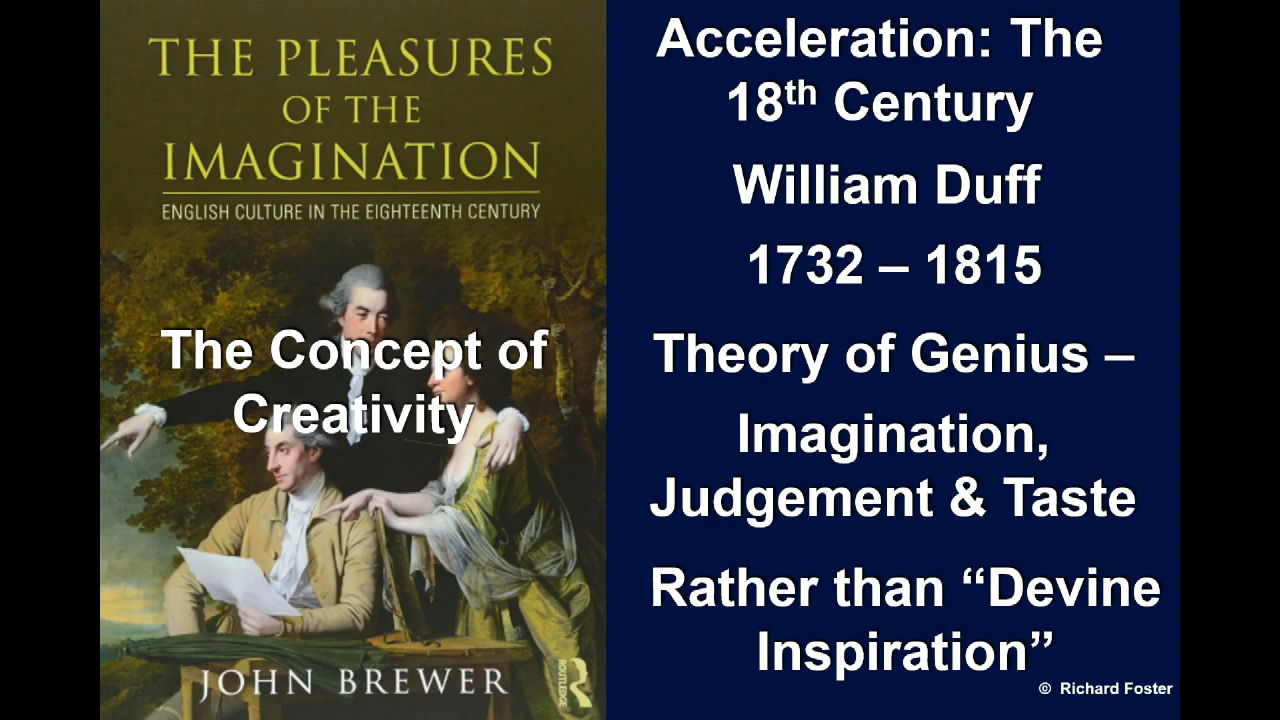 THE PLEASURES
OF THE
IMAGINATION
ENGLISH CULTURE IN THE EIGHTEENTH CENTURY
The Concept of
Creativity
JOHN BREWER
ROUTLEDGE
Acceleration: The
18th Century
William Duff
1732 – 1815
Theory of Genius –
Imagination,
Judgement & Taste
Rather than “Devine
Inspiration”
© Richard Foster